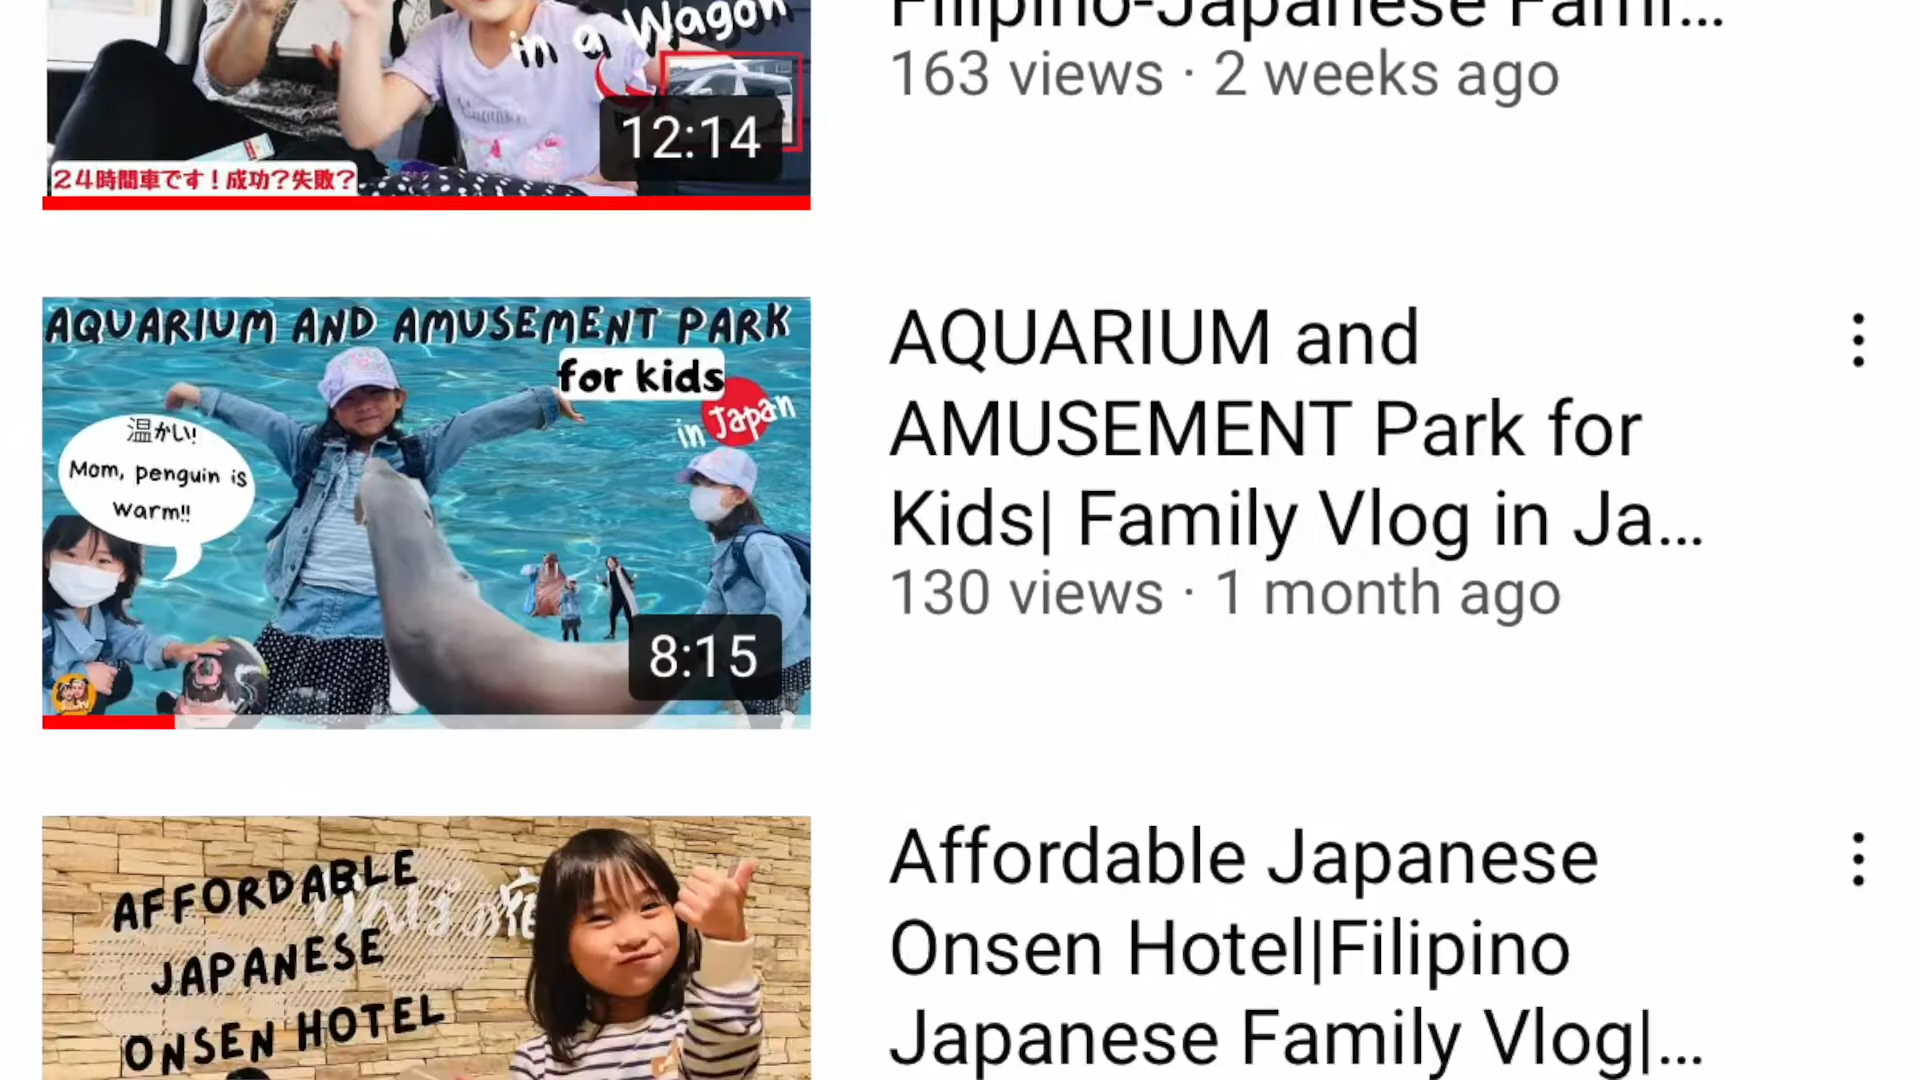 in a Wagon
12:14
24時間車です!成功?失敗?
Filipino-Japanese Famil...
163 views · 2 weeks ago
AQUARIUM AND AMUSEMENT PARK
for kids
in Japan
温かい!
Mom, penguin is
warm!!
8:15
AQUARIUM and
AMUSEMENT Park for
Kids| Family Vlog in Ja...
130 views · 1 month ago
AFFORDABLE
JAPANESE
ONSEN HOTEL
Affordable Japanese
Onsen Hotel|Filipino
Japanese Family Vlog|...